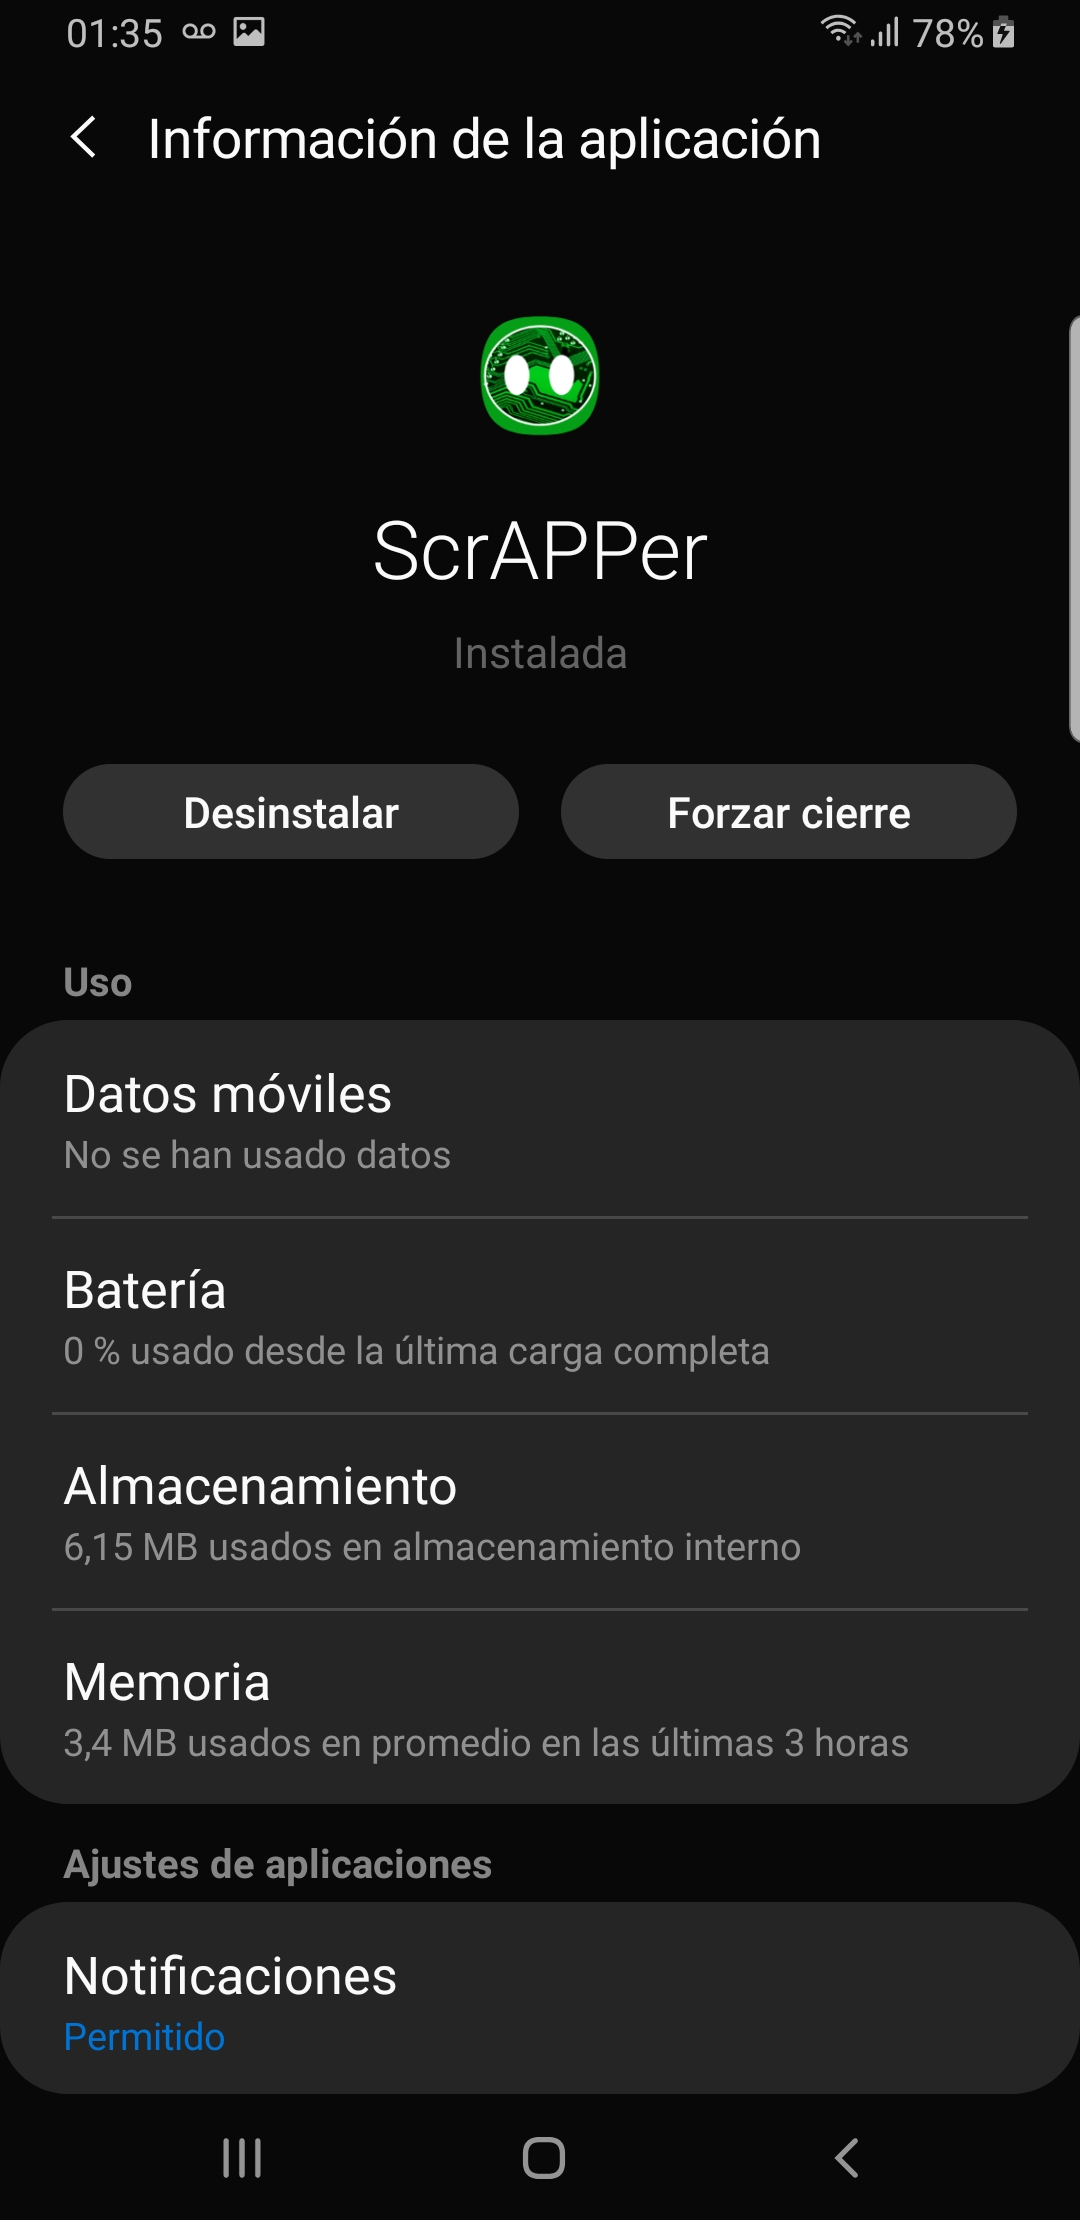 01:35 78%
Información de la aplicación
ScrAPPer
Instalada
Desinstalar Forzar cierre
Uso
Datos móviles
No se han usado datos
Batería
0 % usado desde la última carga completa
Almacenamiento
6,15 MB usados en almacenamiento interno
Memoria
3,4 MB usados en promedio en las últimas 3 horas
Ajustes de aplicaciones
Notificaciones
Permitido